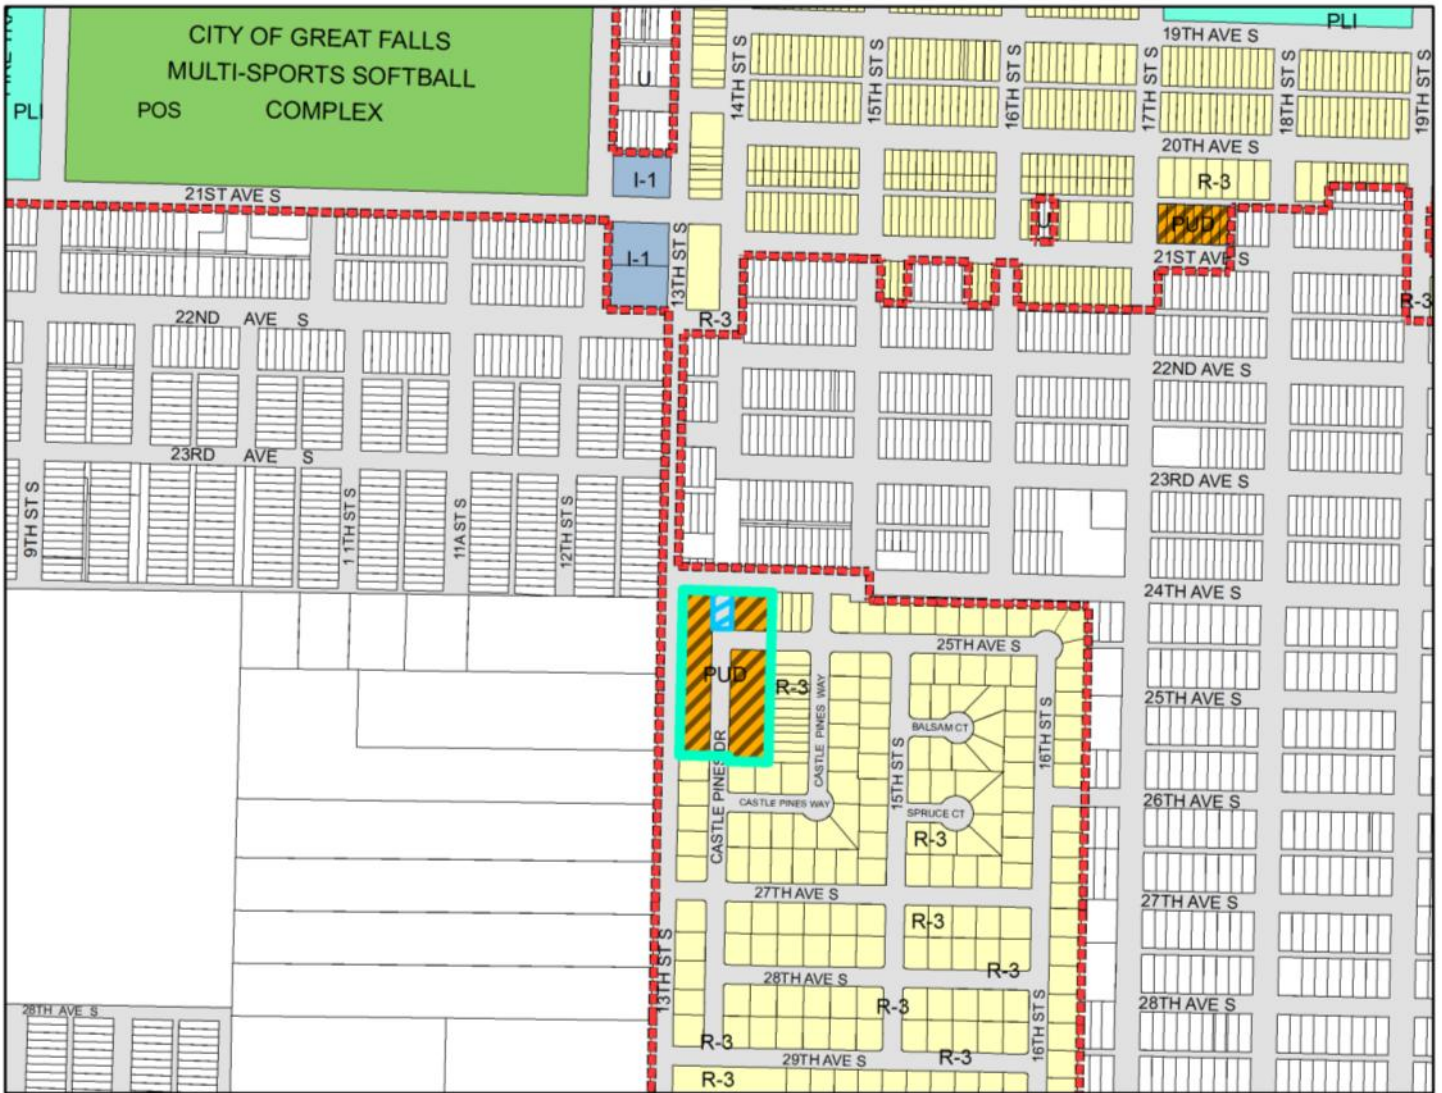 CITY OF GREAT FALLS
MULTI-SPORTS SOFTBALL
POS COMPLEX
PLI
PLI
19TH AVE S
U
14TH ST S
15TH ST S
16TH ST S
17TH ST S
18TH ST S
19TH ST S
20TH AVE S
I-1
R-3
21ST AVE S
U
PUD
I-1
13TH ST S
21ST AVE S
R-3
22ND AVE S
R-3
22ND AVE S
23RD AVE S
23RD AVE S
9TH ST S
11TH ST S
11A ST S
12TH ST S
24TH AVE S
25TH AVE S
PUD
R-3
CASTLE PINES WAY
25TH AVE S
BALSAM CT
16TH ST S
CASTLE PINES DR
15TH ST S
CASTLE PINES WAY
SPRUCE CT
26TH AVE S
R-3
27TH AVE S
27TH AVE S
R-3
13TH ST S
28TH AVE S
R-3
R-3
28TH AVE S
16TH ST S
26TH AVE S
R-3
29TH AVE S
R-3
R-3